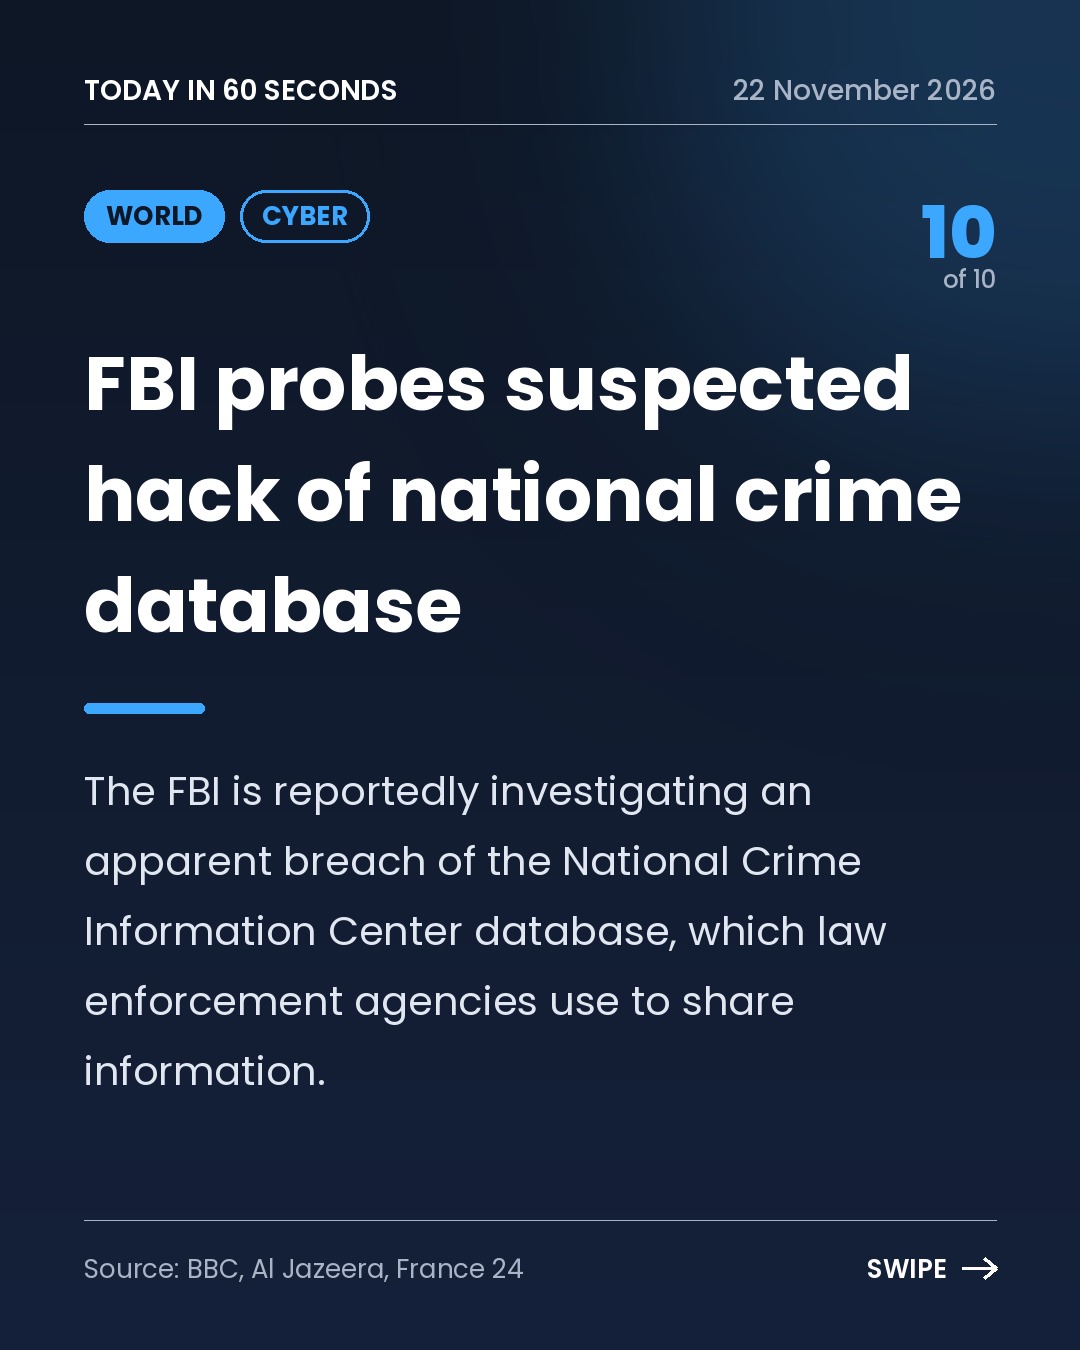 TODAY IN 60 SECONDS
22 November 2026
WORLD
CYBER
10
of 10
FBI probes suspected
hack of national crime
database
The FBI is reportedly investigating an
apparent breach of the National Crime
Information Center database, which law
enforcement agencies use to share
information.
Source: BBC, Al Jazeera, France 24
SWIPE